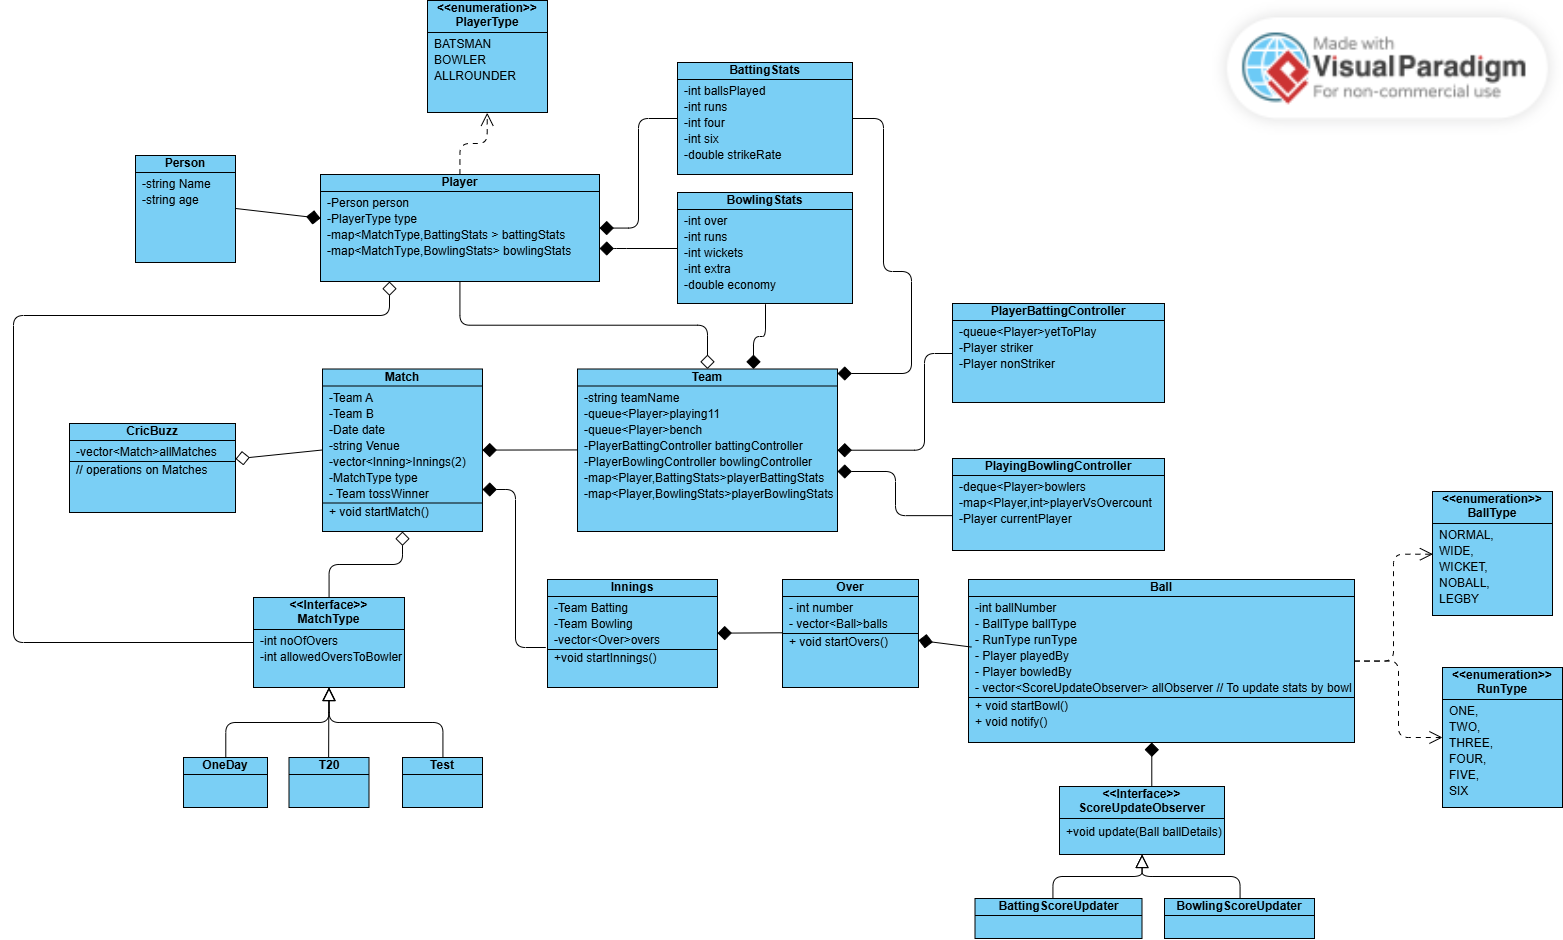 <<enumeration>>
PlayerType
BATSMAN
BOWLER
ALLROUNDER
Made with
Visual Paradigm
For non-commercial use
BattingStats
-int ballsPlayed
-int runs
-int four
-int six
-double strikeRate
Person
-string Name
-string age
Player
-Person person
-PlayerType type
-map<MatchType,BattingStats > battingStats
-map<MatchType,BowlingStats> bowlingStats
BowlingStats
-int over
-int runs
-int wickets
-int extra
-double economy
PlayerBattingController
-queue<Player>yetToPlay
-Player striker
-Player nonStriker
Match
-Team A
-Team B
-Date date
-string Venue
-vector<Inning>Innings(2)
-MatchType type
- Team tossWinner
+ void startMatch()
Team
-string teamName
-queue<Player>playing11
-queue<Player>bench
-PlayerBattingController battingController
-PlayerBowlingController bowlingController
-map<Player,BattingStats>playerBattingStats
-map<Player,BowlingStats>playerBowlingStats
CricBuzz
-vector<Match>allMatches
// operations on Matches
PlayingBowlingController
-deque<Player>bowlers
-map<Player,int>playerVsOvercount
-Player currentPlayer
<<enumeration>>
BallType
NORMAL,
WIDE,
WICKET,
NOBALL,
LEGBY
<<Interface>>
MatchType
-int noOfOvers
-int allowedOversToBowler
Innings
-Team Batting
-Team Bowling
-vector<Over>overs
+void startInnings()
Over
- int number
- vector<Ball>balls
+ void startOvers()
Ball
-int ballNumber
- BallType ballType
- RunType runType
- Player playedBy
- Player bowledBy
- vector<ScoreUpdateObserver> allObserver // To update stats by bowl
+ void startBowl()
+ void notify()
<<enumeration>>
RunType
ONE,
TWO,
THREE,
FOUR,
FIVE,
SIX
OneDay
T20
Test
<<Interface>>
ScoreUpdateObserver
+void update(Ball ballDetails)
BattingScoreUpdater
BowlingScoreUpdater